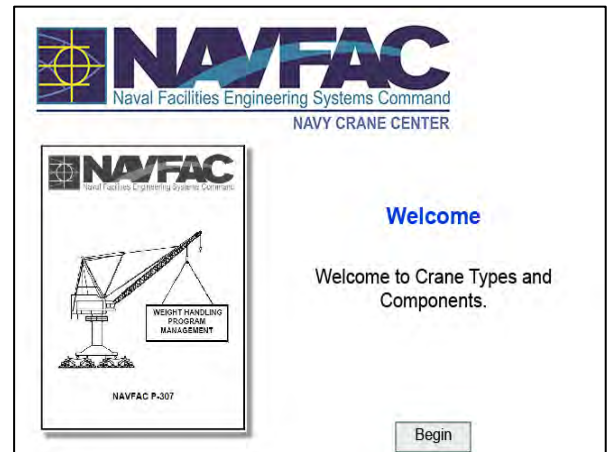 NAVFAC
Naval Facilities Engineering Systems Command
NAVY CRANE CENTER
NAVFAC
Naval Facilities Engineering Systems Command
WEIGHT HANDLING
PROGRAM
MANAGEMENT
NAVFAC P-307
Welcome
Welcome to Crane Types and
Components.
Begin